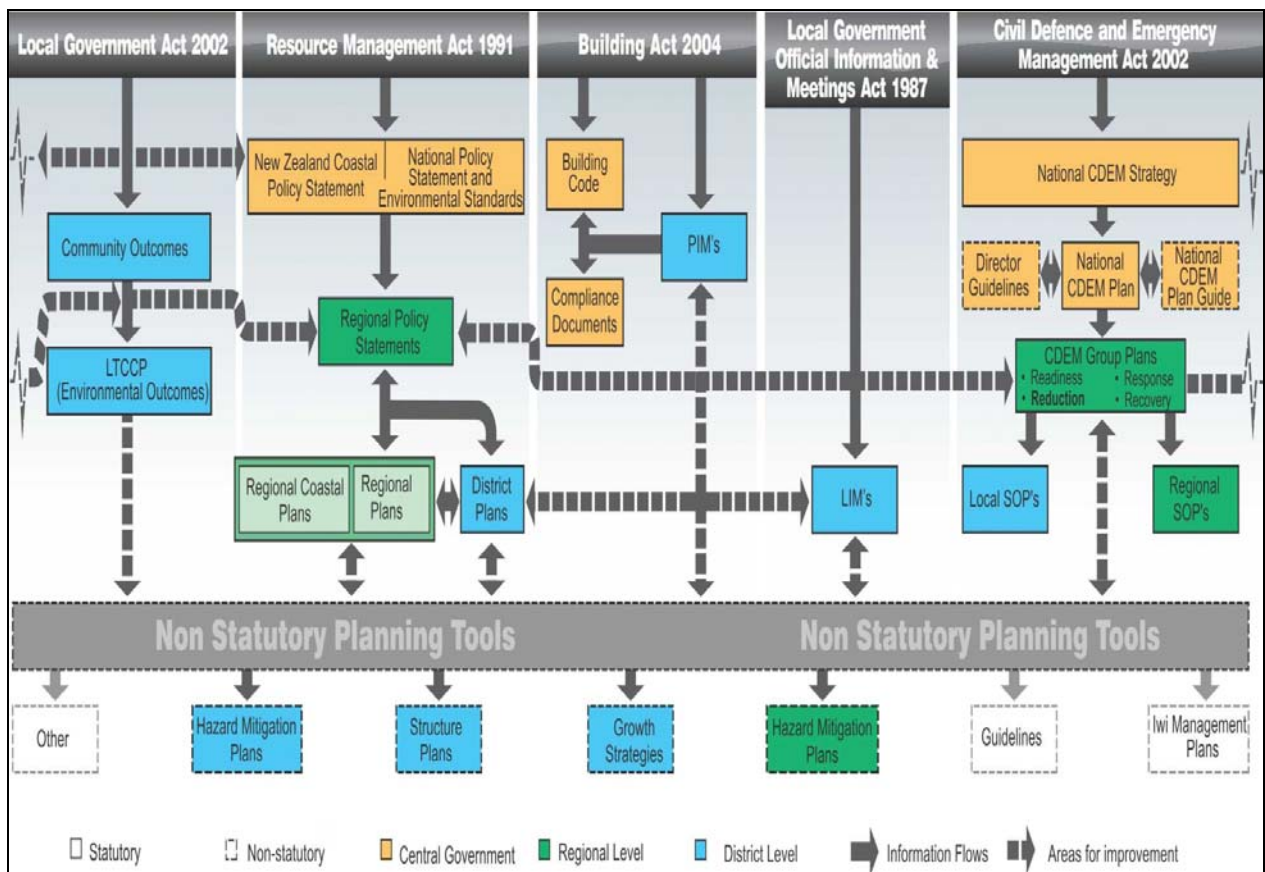 Local Government Act 2002
Resource Management Act 1991
Building Act 2004
Local Government
Official Information &
Meetings Act 1987
Civil Defence and Emergency
Management Act 2002
New Zealand Coastal
Policy Statement
National Policy
Statement and
Environmental Standards
Building
Code
National CDEM Strategy
Community Outcomes
PIM's
Director
Guidelines
National
CDEM Plan
National
CDEM
Plan Guide
Compliance
Documents
Regional Policy
Statements
LTCCP
(Environmental Outcomes)
CDEM Group Plans
• Readiness
• Response
• Reduction
• Recovery
Regional Coastal
Plans
Regional
Plans
District
Plans
LIM's
Local SOP's
Regional
SOP's
Non Statutory Planning Tools
Non Statutory Planning Tools
Other
Hazard Mitigation
Plans
Structure
Plans
Growth
Strategies
Hazard Mitigation
Plans
Guidelines
Iwi Management
Plans
Statutory
Non-statutory
Central Government
Regional Level
District Level
Information Flows
Areas for improvement